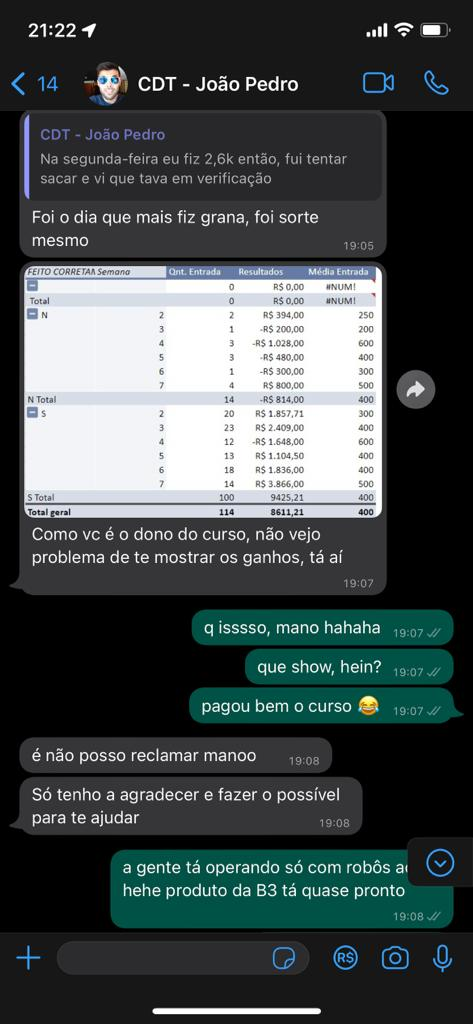 21:22
14
CDT - João Pedro
CDT - João Pedro
Na segunda-feira eu fiz 2,6k então, fui tentar
sacar e vi que tava em verificação
Foi o dia que mais fiz grana, foi sorte
mesmo
19:05
FEITO CORRETAM Semana Qnt. Entrada Resultados Média Entrada
0 R$ 0,00 #NUM!
Total 0 R$ 0,00 #NUM!
N 2 2 R$ 394,00 250
3 1 -R$ 200,00 200
4 3 -R$ 1.028,00 600
5 3 -R$ 480,00 400
6 1 -R$ 300,00 300
7 4 R$ 800,00 500
N Total 14 -R$ 814,00 400
S 2 20 R$ 1.857,71 300
3 23 R$ 2.409,00 400
4 12 -R$ 1.648,00 600
5 13 R$ 1.104,50 400
6 18 R$ 1.836,00 400
7 14 R$ 3.866,00 500
S Total 100 9425,21 400
Total geral 114 8611,21 400
Como vc é o dono do curso, não vejo
problema de te mostrar os ganhos, tá aí
19:07
q isssso, mano hahaha 19:07
que show, hein? 19:07
pagou bem o curso 😂 19:07
é não posso reclamar manoo 19:08
Só tenho a agradecer e fazer o possível
para te ajudar
19:08
a gente tá operando só com robôs
hehe produto da B3 tá quase pronto
19:08
R$